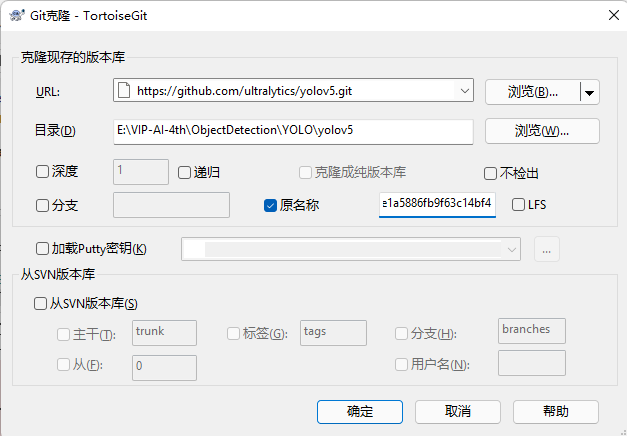 Git克隆 - TortoiseGit
克隆现存的版本库
URL: https://github.com/ultralytics/yolov5.git 浏览(B)...
目录(D) E:\VIP-AI-4th\ObjectDetection\YOLO\yolov5 浏览(W)...
深度 1 递归 克隆成纯版本库 不检出
分支 原名称 e1a5886fb9f63c14bf4 LFS
加载Putty密钥(K) ...
从SVN版本库
从SVN版本库(S)
主干(T): trunk 标签(G): tags 分支(H): branches
从(F): 0 用户名(N):
确定 取消 帮助